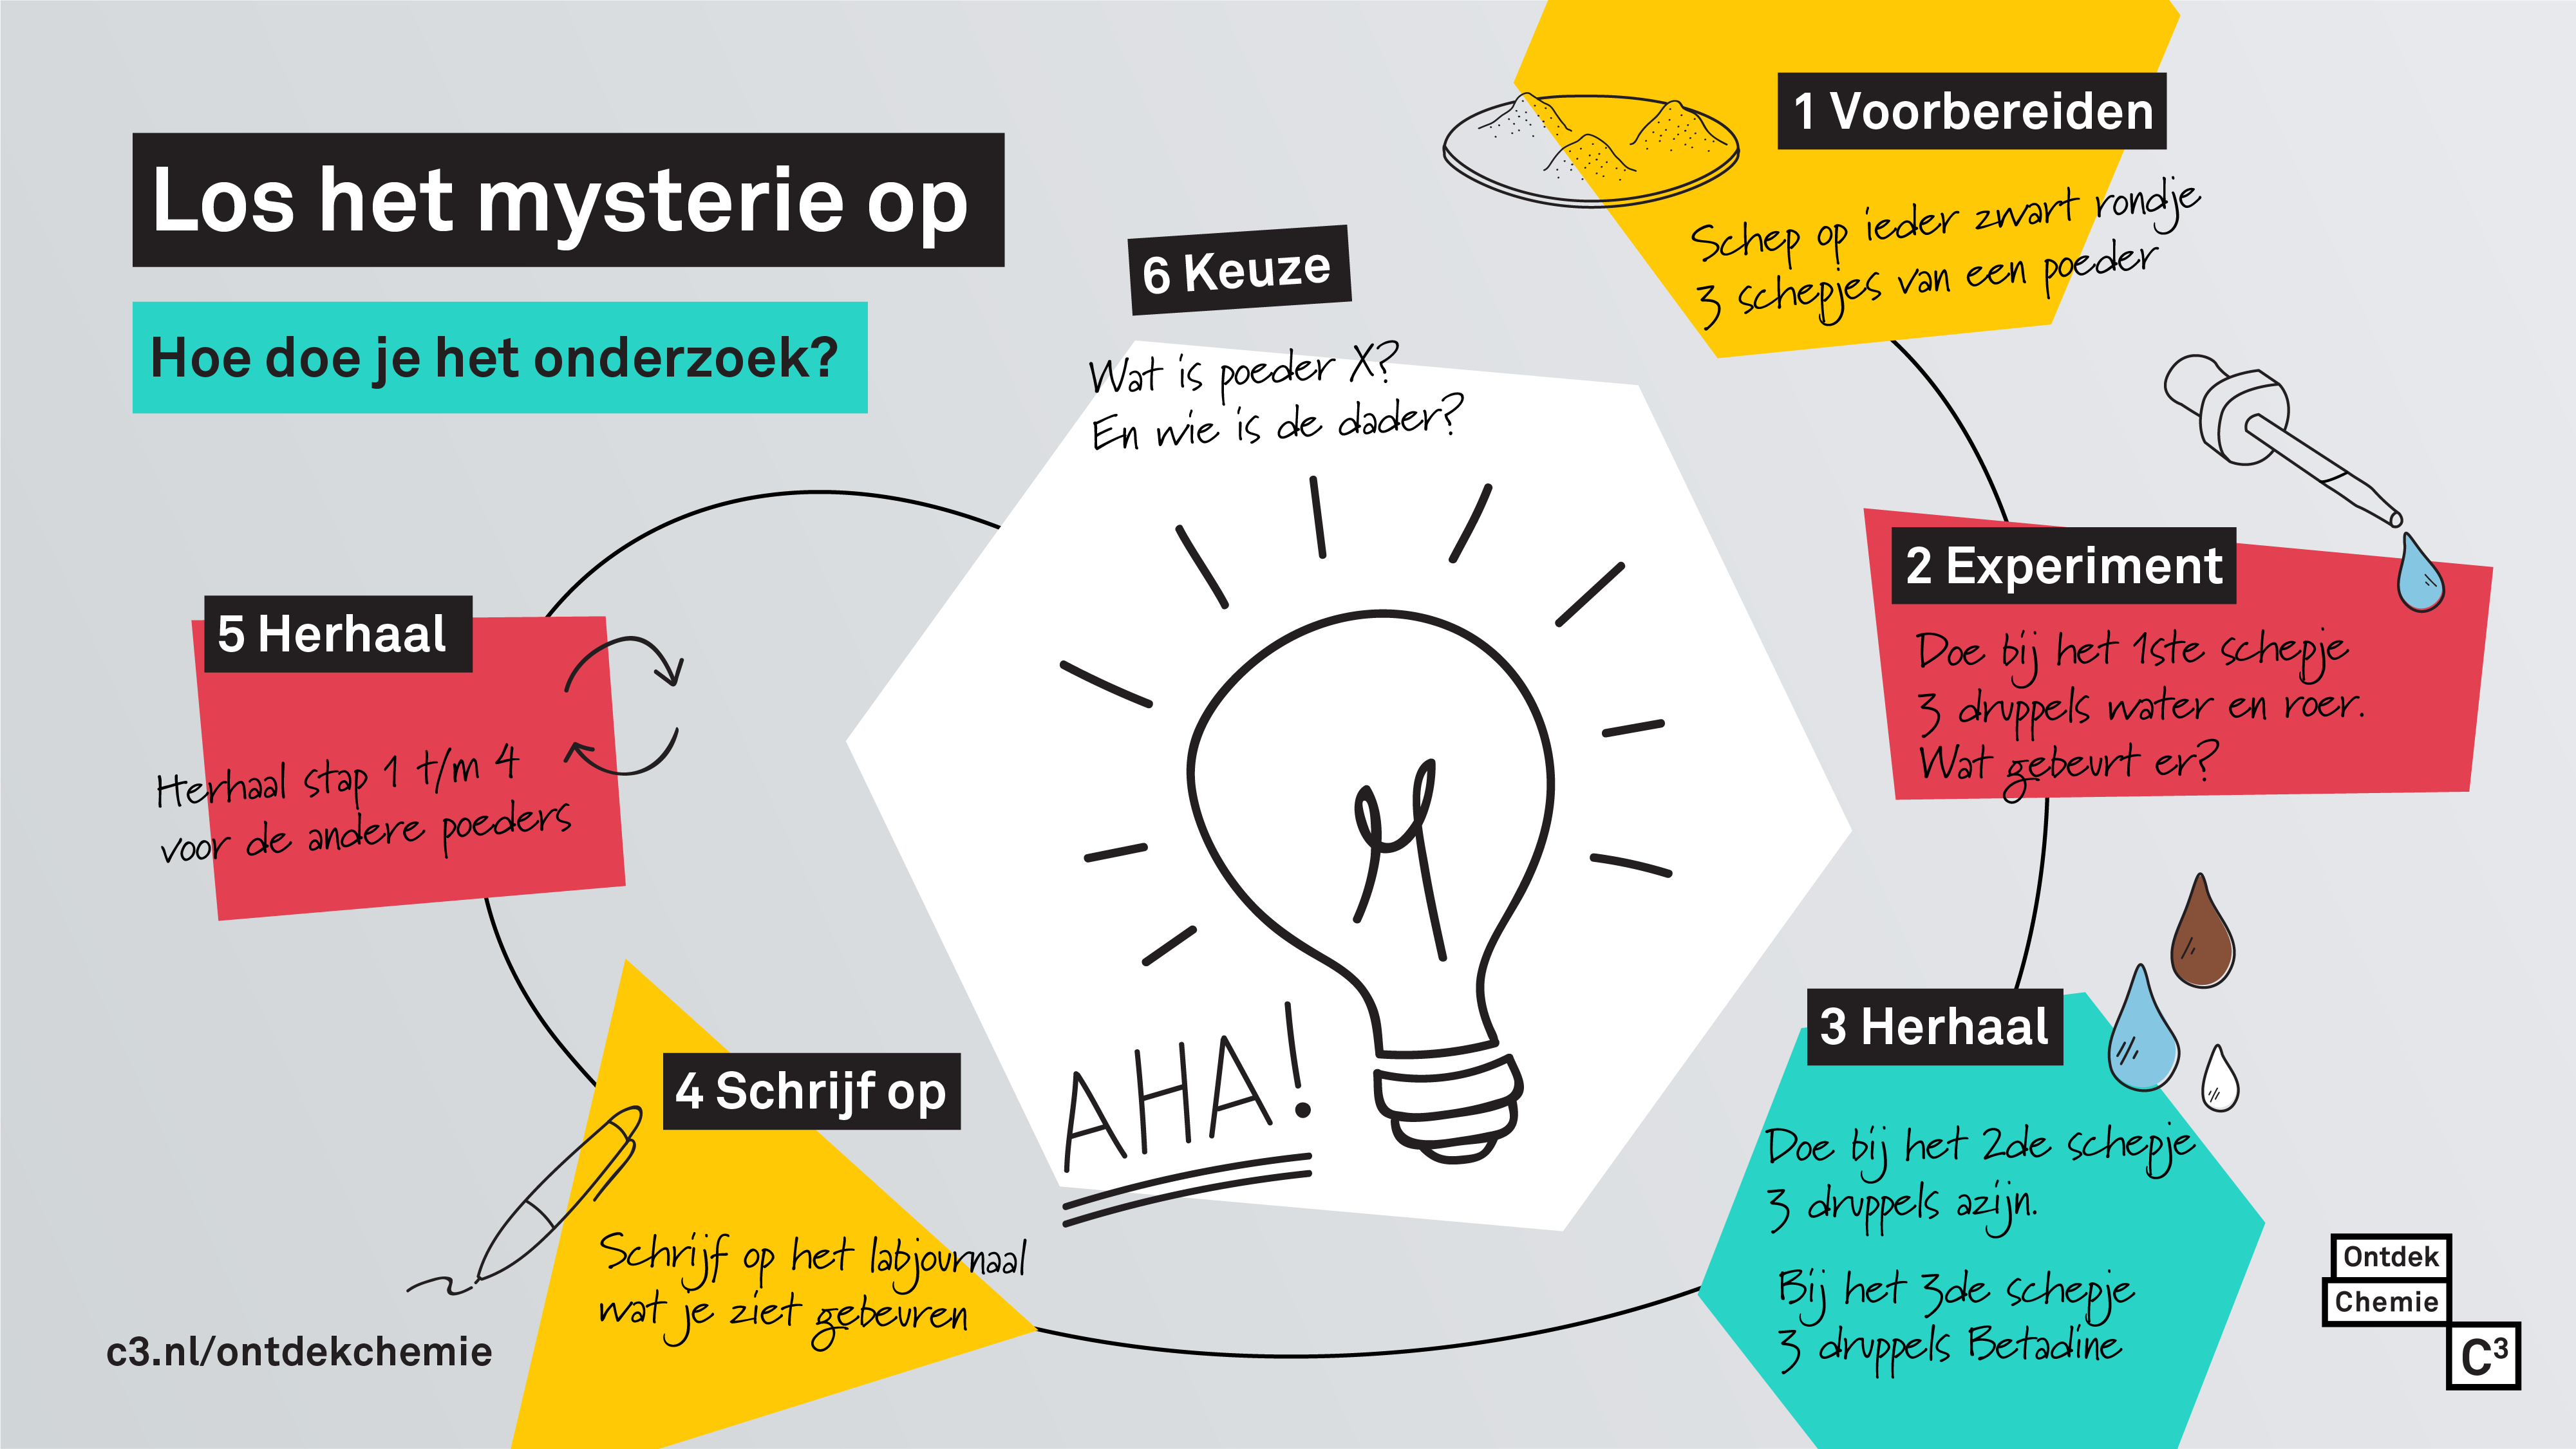 Los het mysterie op
Hoe doe je het onderzoek?
1 Voorbereiden
Schep op ieder zwart rondje
3 schepjes van een poeder
2 Experiment
Doe bij het 1ste schepje
3 druppels water en roer.
Wat gebeurt er?
3 Herhaal
Doe bij het 2de schepje
3 druppels azijn.
Bij het 3de schepje
3 druppels Betadine
4 Schrijf op
Schrijf op het labjournaal
wat je ziet gebeuren
5 Herhaal
Herhaal stap 1 t/m 4
voor de andere poeders
6 Keuze
Wat is poeder X?
En wie is de dader?
AHA!
c3.nl/ontdekchemie
Ontdek
Chemie
C³